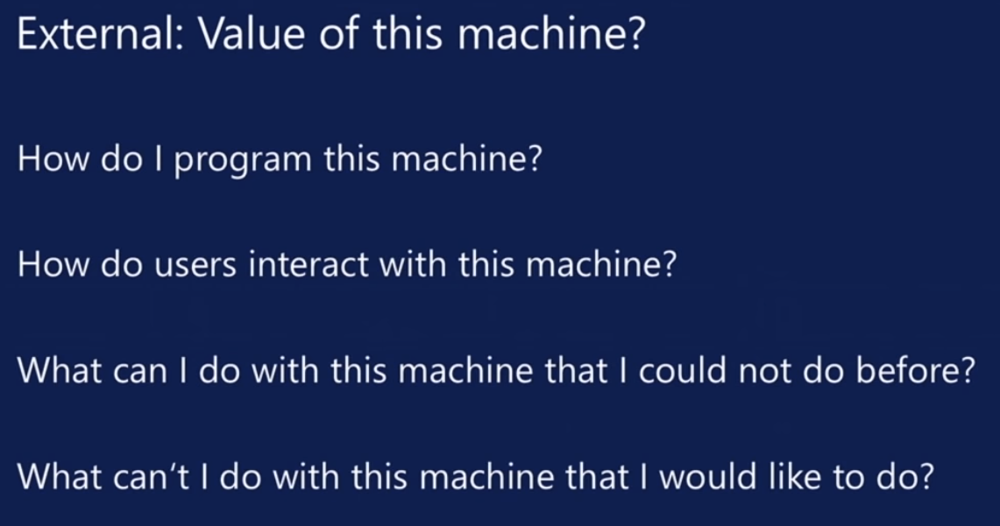 External: Value of this machine?
How do I program this machine?
How do users interact with this machine?
What can I do with this machine that I could not do before?
What can’t I do with this machine that I would like to do?